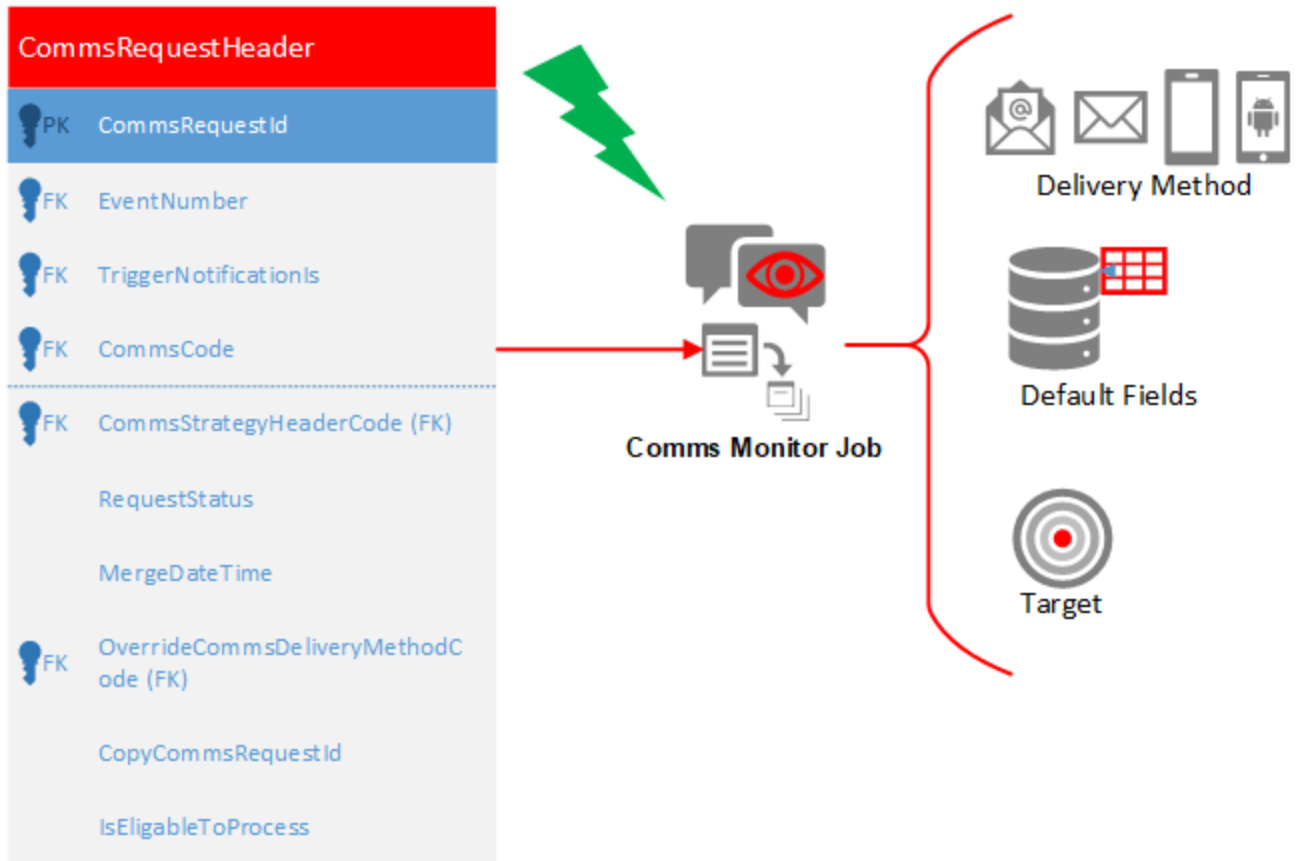 CommsRequestHeader
PK CommsRequestId
FK EventNumber
FK TriggerNotificationIs
FK CommsCode
FK CommsStrategyHeaderCode (FK)
RequestStatus
MergeDateTime
FK OverrideCommsDeliveryMethodC
ode (FK)
CopyCommsRequestId
IsEligableToProcess
Comms Monitor Job
@
Delivery Method
Default Fields
Target